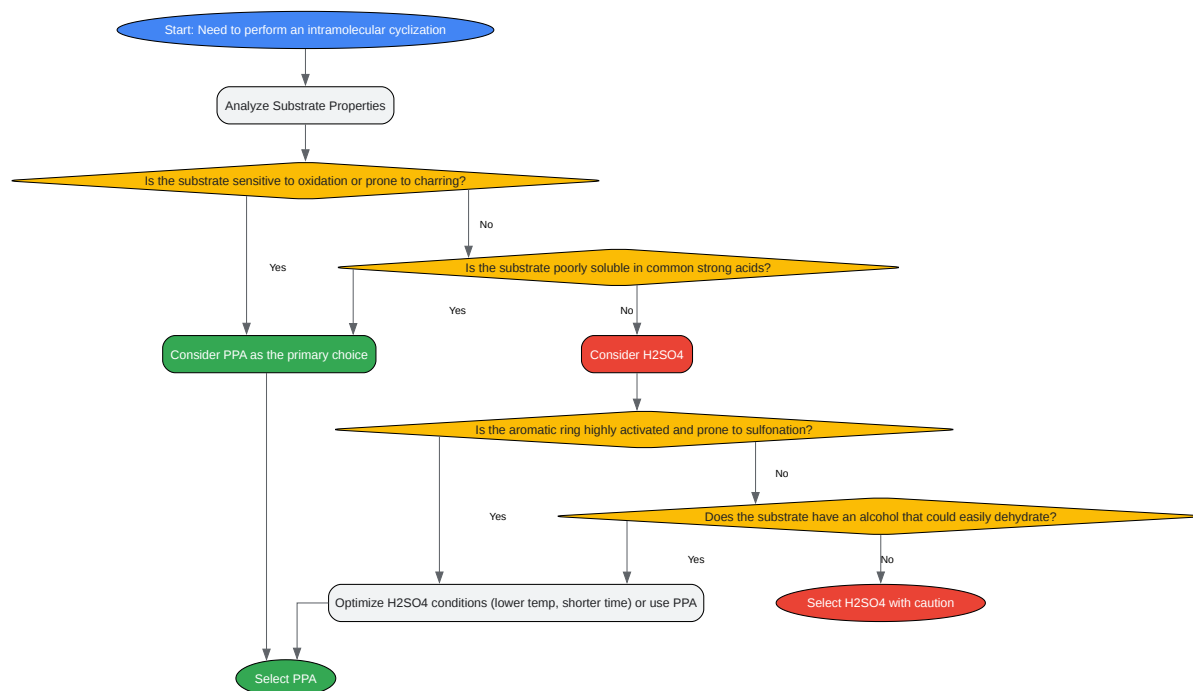 Start: Need to perform an intramolecular cyclization
Analyze Substrate Properties
Is the substrate sensitive to oxidation or prone to charring?
No
Yes
Is the substrate poorly soluble in common strong acids?
Yes
No
Consider PPA as the primary choice
Consider H2SO4
Is the aromatic ring highly activated and prone to sulfonation?
No
Yes
Does the substrate have an alcohol that could easily dehydrate?
Yes
No
Optimize H2SO4 conditions (lower temp, shorter time) or use PPA
Select H2SO4 with caution
Select PPA